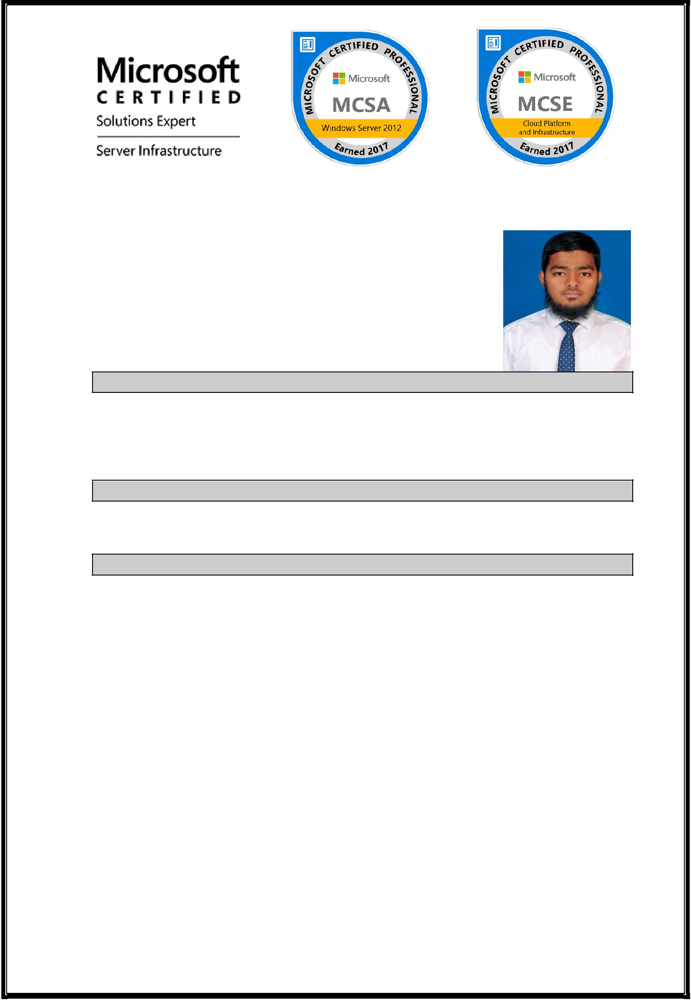 Microsoft
CERTIFIED
Solutions Expert
Server Infrastructure
MICROSOFT CERTIFIED PROFESSIONAL
Microsoft
MCSA
Windows Server 2012
Earned 2017
MICROSOFT CERTIFIED PROFESSIONAL
Microsoft
MCSE
Cloud Platform
and Infrastructure
Earned 2017